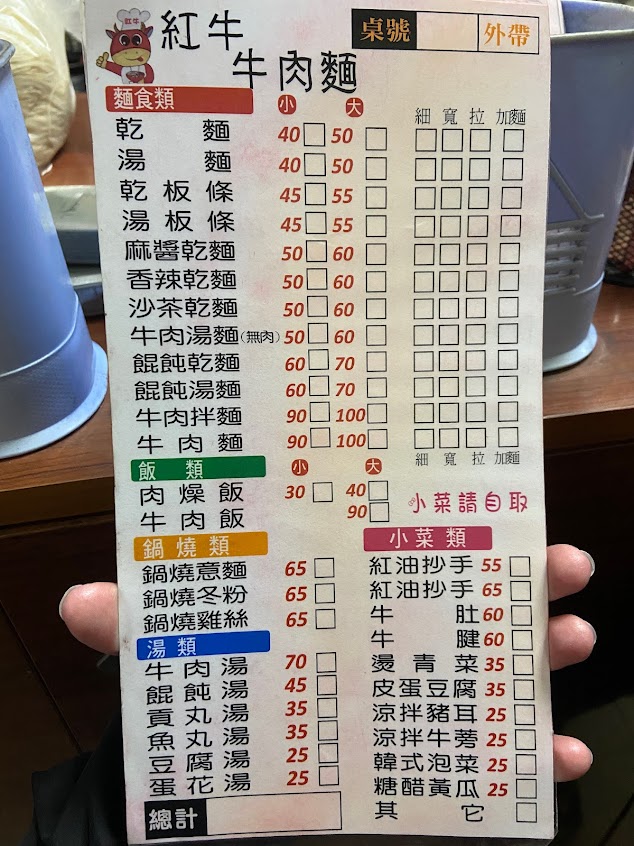 紅牛
紅牛
牛肉麵
桌號 外帶
麵食類 小 大 細 寬 拉 加麵
乾麵 40 50
湯麵 40 50
乾板條 45 55
湯板條 45 55
麻醬乾麵 50 60
香辣乾麵 50 60
沙茶乾麵 50 60
牛肉湯麵(無肉) 50 60
餛飩乾麵 60 70
餛飩湯麵 60 70
牛肉拌麵 90 100
牛肉麵 90 100
細 寬 拉 加麵
飯類 小 大
肉燥飯 30 40
牛肉飯 90
小菜請自取
鍋燒類
鍋燒意麵 65
鍋燒冬粉 65
鍋燒雞絲 65
湯類
牛肉湯 70
餛飩湯 45
貢丸湯 35
魚丸湯 35
豆腐湯 25
蛋花湯 25
總計
小菜類
紅油抄手 55
紅油抄手 65
牛肚 60
牛腱 60
燙青菜 35
皮蛋豆腐 35
涼拌豬耳 25
涼拌牛蒡 25
韓式泡菜 25
糖醋黃瓜 25
其它